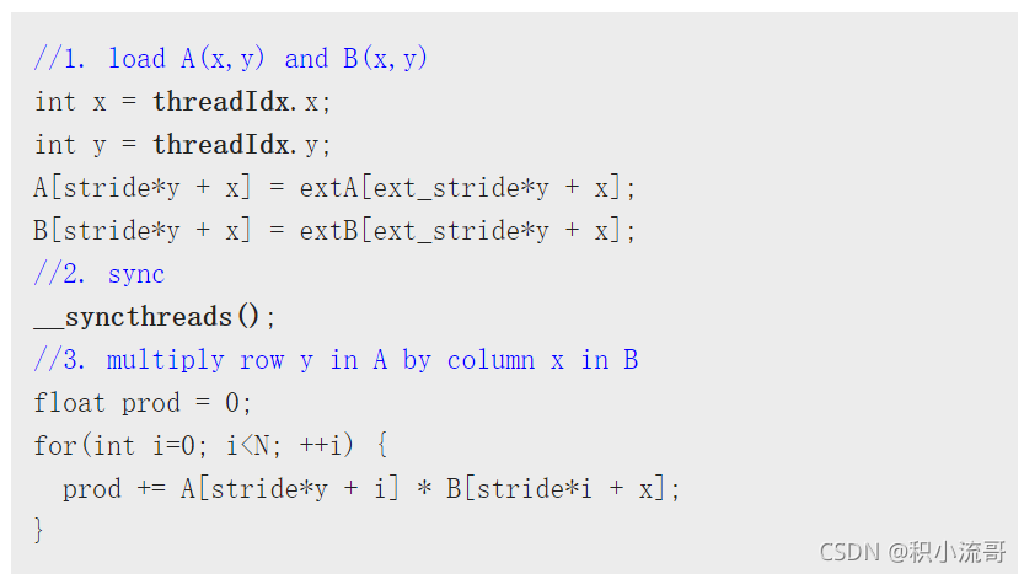 //1. load A(x,y) and B(x,y)
int x = threadIdx.x;
int y = threadIdx.y;
A[stride*y + x] = extA[ext_stride*y + x];
B[stride*y + x] = extB[ext_stride*y + x];
//2. sync
__syncthreads();
//3. multiply row y in A by column x in B
float prod = 0;
for(int i=0; i<N; ++i) {
  prod += A[stride*y + i] * B[stride*i + x];
}
CSDN @积小流哥